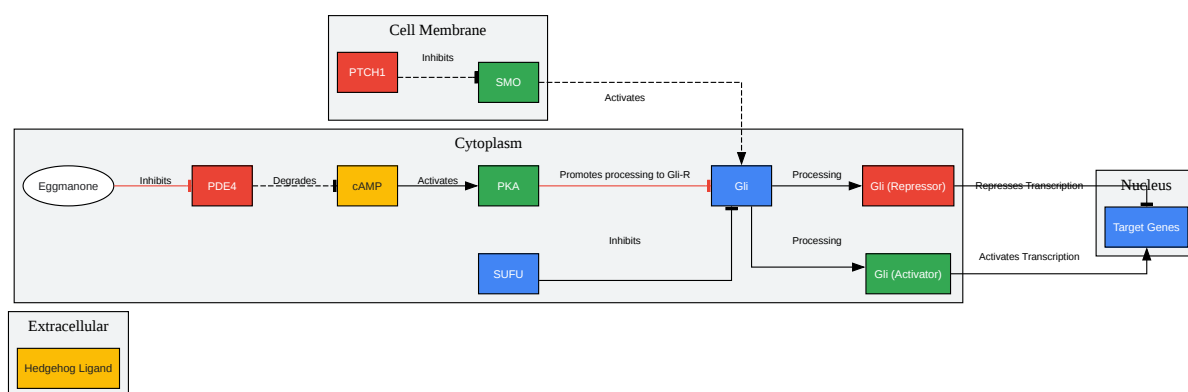 Cell Membrane
PTCH1
Inhibits
SMO
Activates
Cytoplasm
Eggmanone
Inhibits
PDE4
Degrades
cAMP
Activates
PKA
Promotes processing to Gli-R
Gli
Processing
Gli (Repressor)
Represses Transcription
Nucleus
Target Genes
SUFU
Inhibits
Processing
Gli (Activator)
Activates Transcription
Extracellular
Hedgehog Ligand